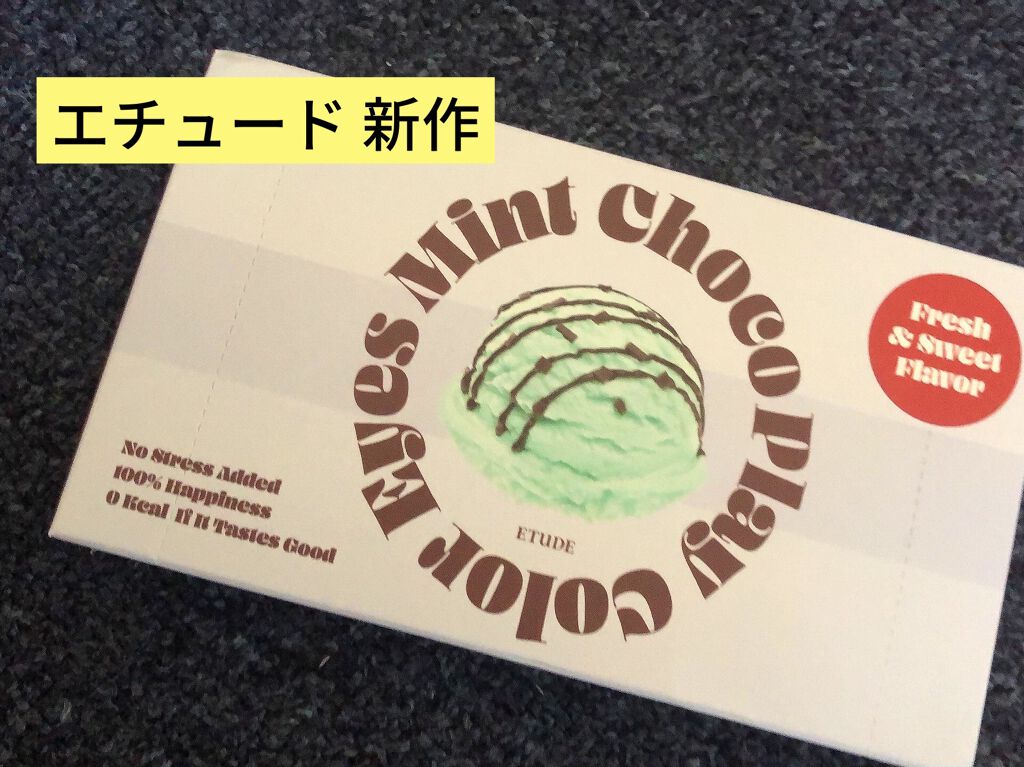 エチュード 新作
Mint Choco Play Color Eyes
Fresh
& Sweet
Flavor
No Stress Added
100% Happiness
0 Kcal If It Tastes Good
ETUDE